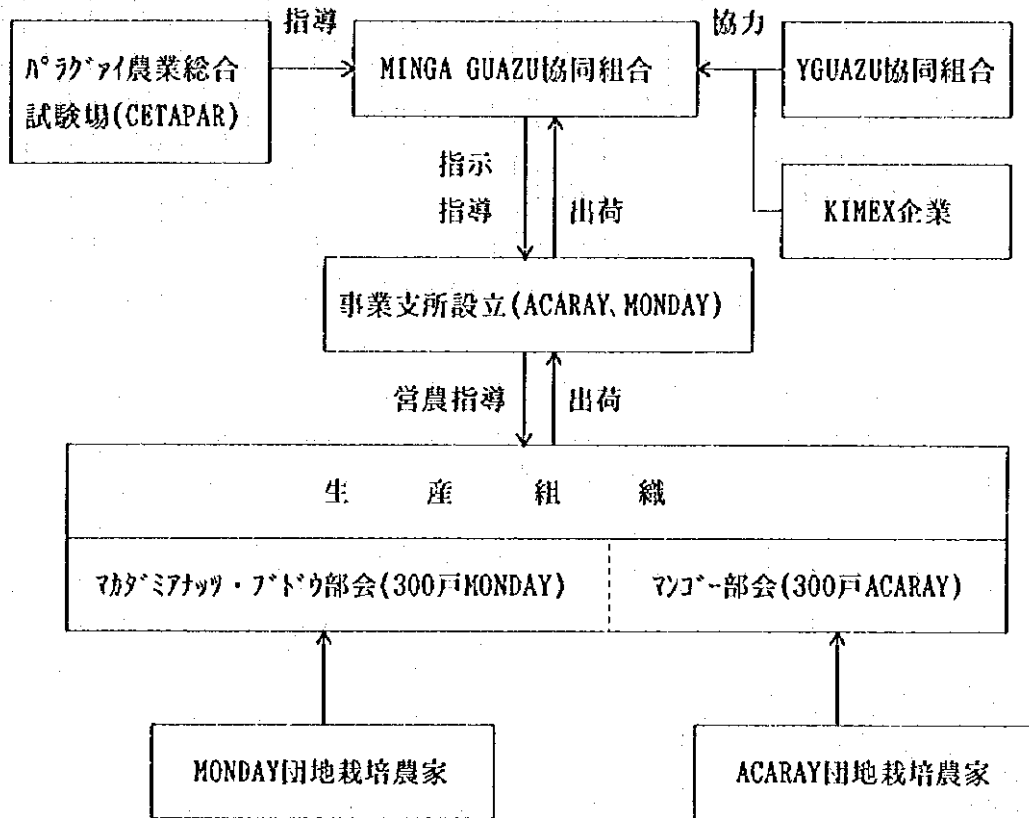 指導
協力
パラグァイ農業総合
試験場(CETAPAR)
MINGA GUAZU協同組合
YGUAZU協同組合
KIMEX企業
指示
指導
出荷
事業支所設立(ACARAY、MONDAY)
営農指導
出荷
生産組織
マカダミアナッツ・ブドウ部会(300戸MONDAY)
マンゴー部会(300戸ACARAY)
MONDAY団地栽培農家
ACARAY団地栽培農家